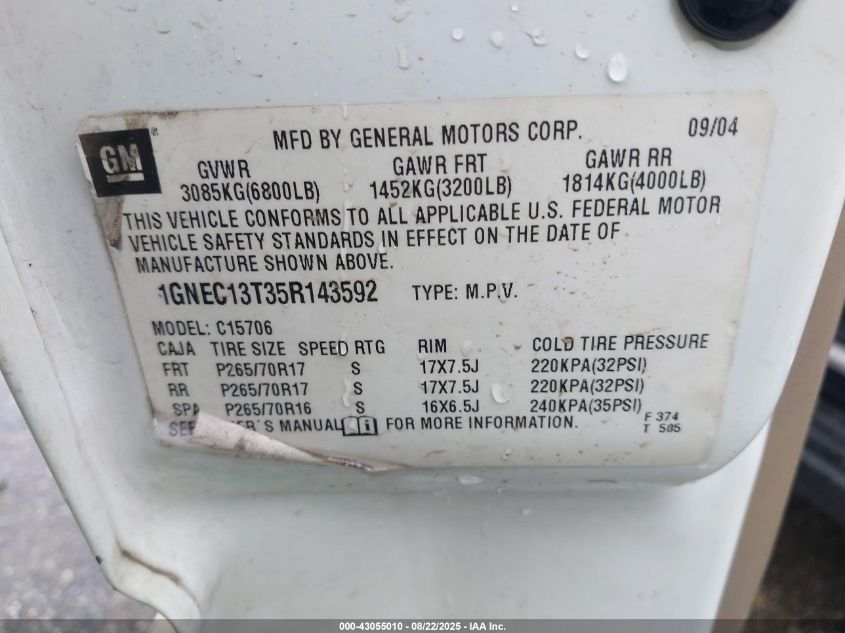 GM
MFD BY GENERAL MOTORS CORP. 09/04
GVWR GAWR FRT GAWR RR
3085KG(6800LB) 1452KG(3200LB) 1814KG(4000LB)
THIS VEHICLE CONFORMS TO ALL APPLICABLE U.S. FEDERAL MOTOR
VEHICLE SAFETY STANDARDS IN EFFECT ON THE DATE OF
MANUFACTURE SHOWN ABOVE.
1GNEC13T35R143592 TYPE: M.P.V.
MODEL: C15706
CAJA TIRE SIZE SPEED RTG RIM COLD TIRE PRESSURE
FRT P265/70R17 S 17X7.5J 220KPA(32PSI)
RR P265/70R17 S 17X7.5J 220KPA(32PSI)
SPA P265/70R16 S 16X6.5J 240KPA(35PSI)
SEE ER'S MANUAL i FOR MORE INFORMATION.
F 374
T 505
000-43055010 - 08/22/2025 - IAA Inc.